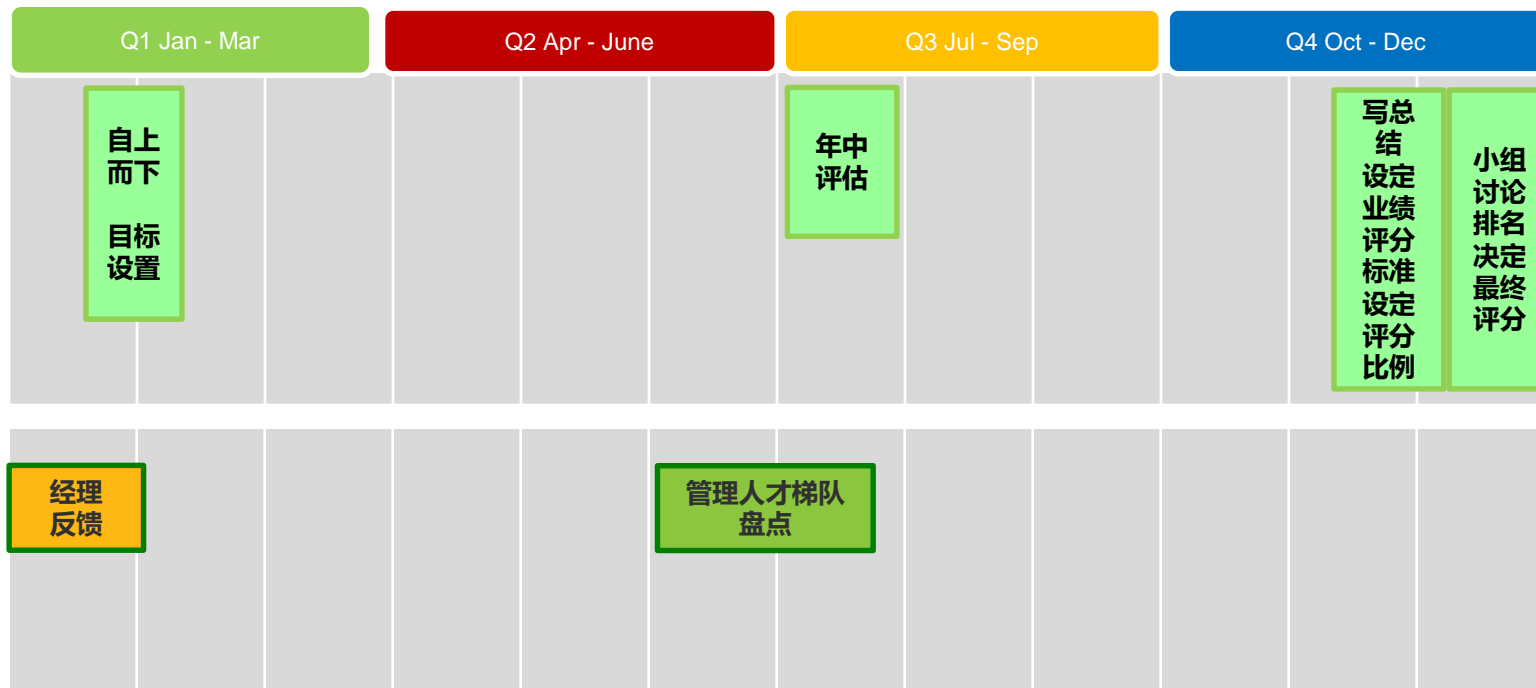 Q1 Jan - Mar
Q2 Apr - June
Q3 Jul - Sep
Q4 Oct - Dec
自上
而下
目标
设置
年中
评估
写总
结
设定
业绩
评分
标准
设定
评分
比例
小组
讨论
排名
决定
最终
评分
经理
反馈
管理人才梯队
盘点